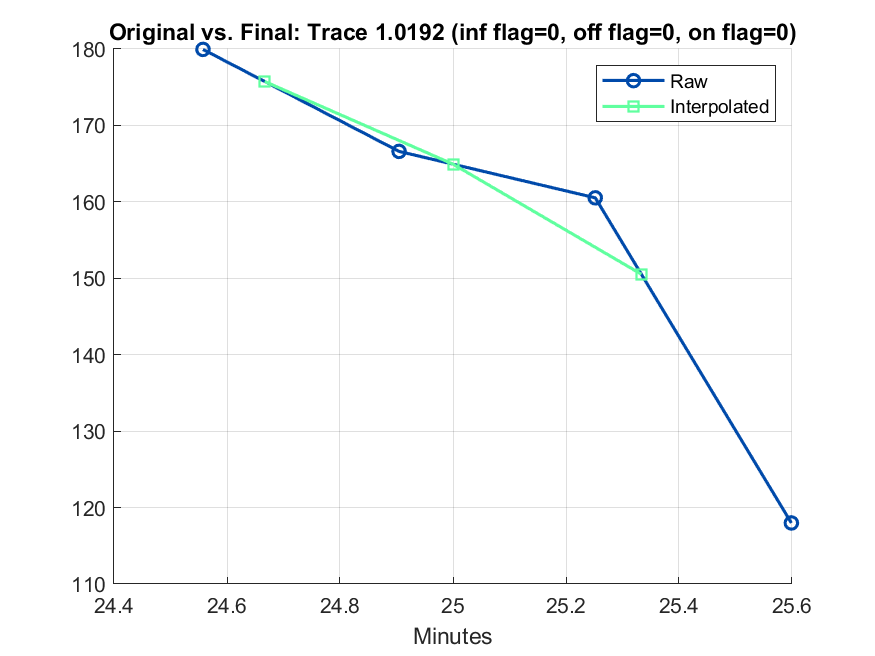 Original vs. Final: Trace 1.0192 (inf flag=0, off flag=0, on flag=0)
180
170
160
150
140
130
120
110
Raw
Interpolated
24.4 24.6 24.8 25 25.2 25.4 25.6
Minutes